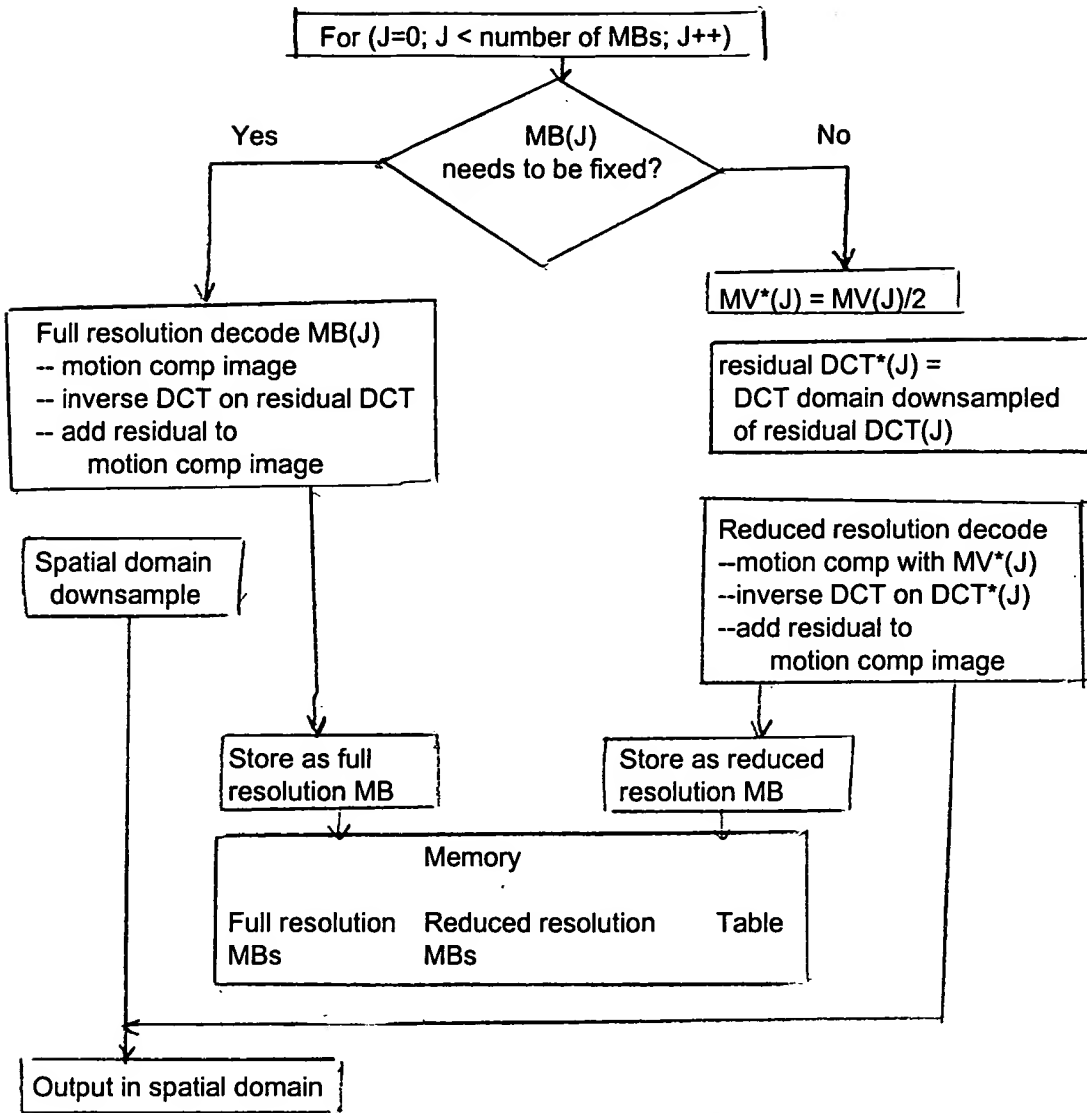 For (J=0; J < number of MBs; J++)
Yes
MB(J)
needs to be fixed?
No
MV*(J) = MV(J)/2
Full resolution decode MB(J)
-- motion comp image
-- inverse DCT on residual DCT
-- add residual to
motion comp image
residual DCT*(J) =
DCT domain downsampled
of residual DCT(J)
Spatial domain
downsample
Reduced resolution decode
--motion comp with MV*(J)
--inverse DCT on DCT*(J)
--add residual to
motion comp image
Store as full
resolution MB
Store as reduced
resolution MB
Memory
Full resolution
MBs
Reduced resolution
MBs
Table
Output in spatial domain